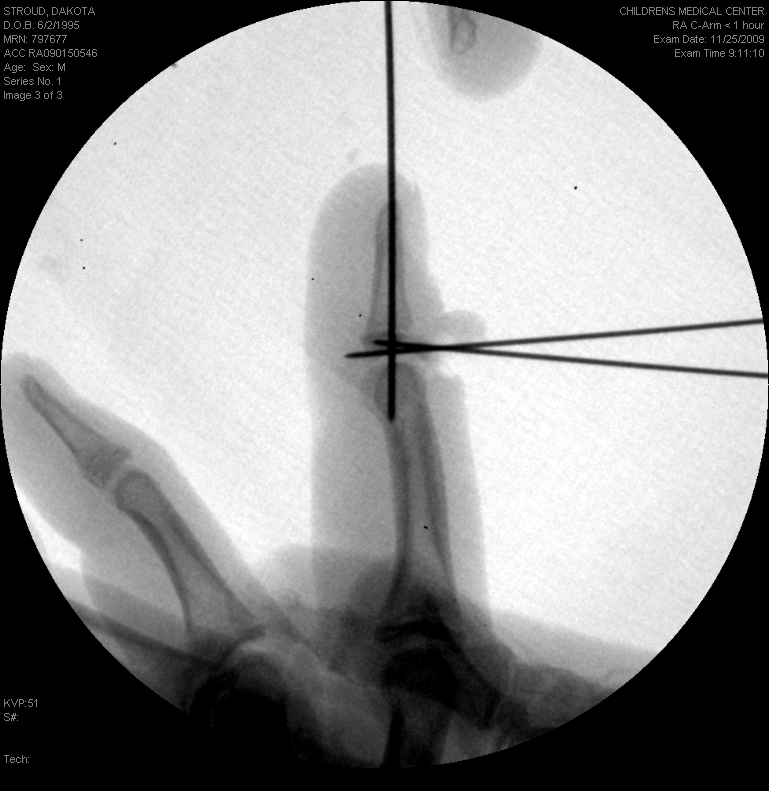 STROUD, DAKOTA
D.O.B. 6/2/1995
MRN: 797677
ACC RA090150546
Age:  Sex: M
Series No. 1
Image 3 of 3
CHILDRENS MEDICAL CENTER
RA C-Arm < 1 hour
Exam Date: 11/25/2009
Exam Time 9:11:10
KVP:51
S#:
Tech: